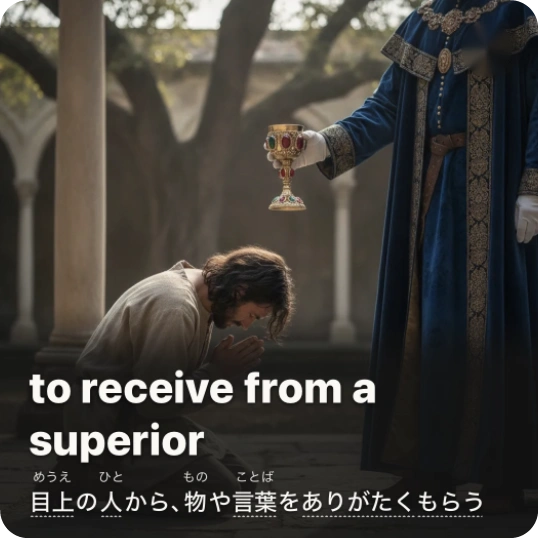 to receive from a
superior
めうえ ひと もの ことば
目上の人から、物や言葉をありがたくもらう